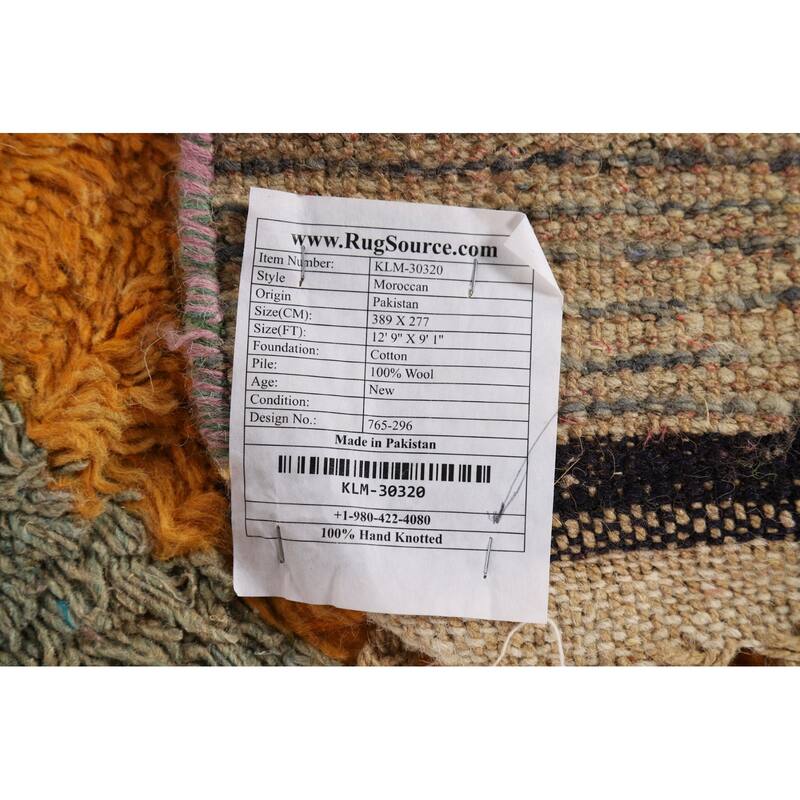 www.RugSource.com
Item Number: KLM-30320
Style Moroccan
Origin Pakistan
Size(CM): 389 X 277
Size(FT): 12' 9" X 9' 1"
Foundation: Cotton
Pile: 100% Wool
Age: New
Condition:
Design No.: 765-296
Made in Pakistan
KLM-30320
+1-980-422-4080
100% Hand Knotted